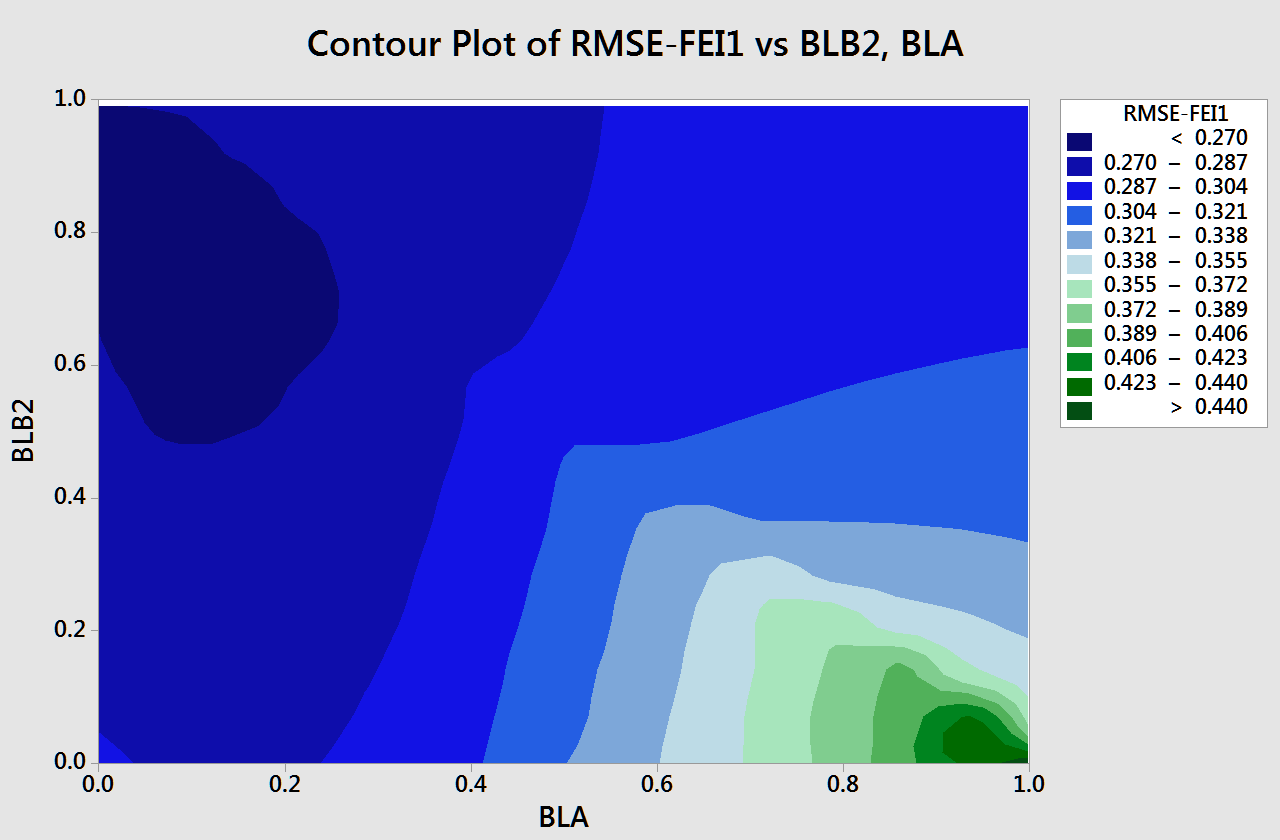 Contour Plot of RMSE-FEI1 vs BLB2, BLA
1.0
0.8
0.6
0.4
0.2
0.0
BLB2
0.0 0.2 0.4 0.6 0.8 1.0
BLA
RMSE-FEI1
< 0.270
0.270 – 0.287
0.287 – 0.304
0.304 – 0.321
0.321 – 0.338
0.338 – 0.355
0.355 – 0.372
0.372 – 0.389
0.389 – 0.406
0.406 – 0.423
0.423 – 0.440
> 0.440